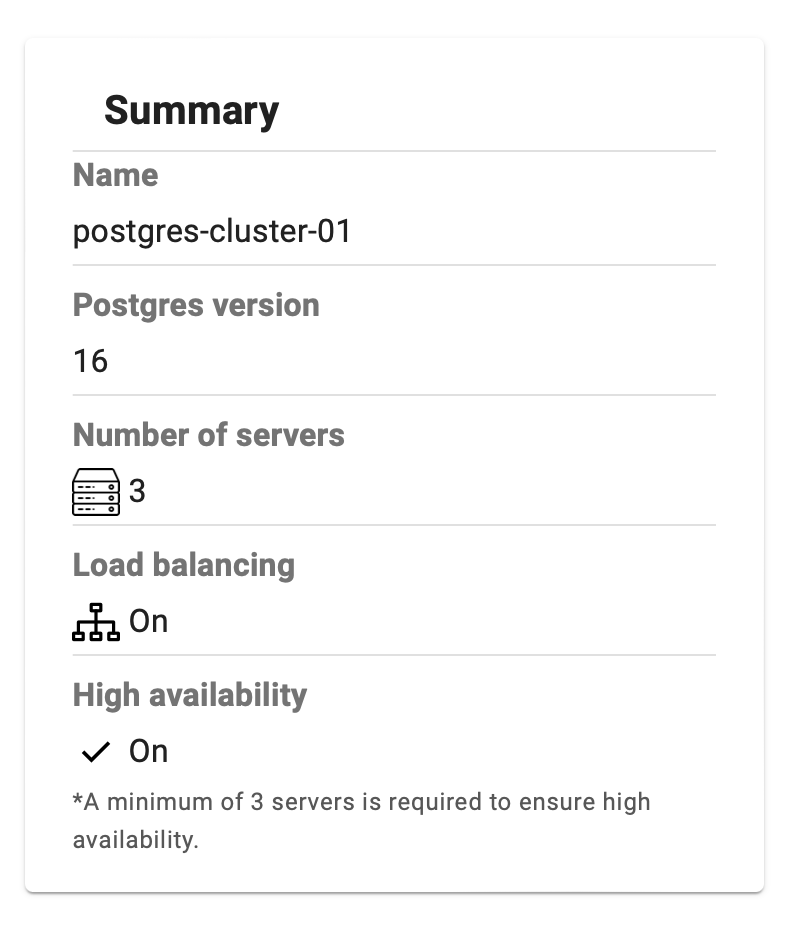 Summary
Name
postgres-cluster-01
Postgres version
16
Number of servers
3
Load balancing
On
High availability
On
*A minimum of 3 servers is required to ensure high
availability.